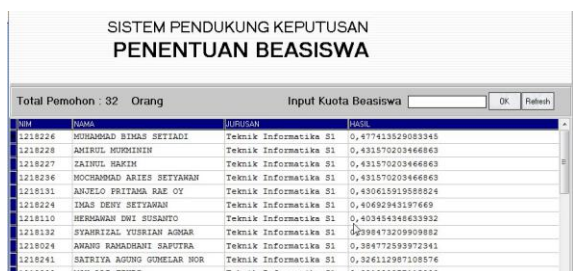 SISTEM PENDUKUNG KEPUTUSAN
PENENTUAN BEASISWA
Total Pemohon : 32 Orang Input Kuota Beasiswa OK Refresh
NIM NAMA JURUSAN HASIL
1218226 MUHAMMAD BIMAS SETIADI Teknik Informatika S1 0,477413529083345
1218228 AMIRUL MUKMININ Teknik Informatika S1 0,431570203466863
1218227 ZAINUL HAKIM Teknik Informatika S1 0,431570203466863
1218236 MOCHAMMAD ARIES SETYAWAN Teknik Informatika S1 0,431570203466863
1218131 ANJELO PRITAMA RAE OY Teknik Informatika S1 0,430615919588824
1218224 IMAS DENY SETYAWAN Teknik Informatika S1 0,40692943197669
1218110 HERMAWAN DWI SUSANTO Teknik Informatika S1 0,403454348633932
1218132 SYAHRIZAL YUSRIAN AGMAR Teknik Informatika S1 0,398473209909882
1218024 AWANG RAMADHANI SAPUTRA Teknik Informatika S1 0,384772593972341
1218241 SATRIYA AGUNG GUMELAR NOR Teknik Informatika S1 0,326112987108576